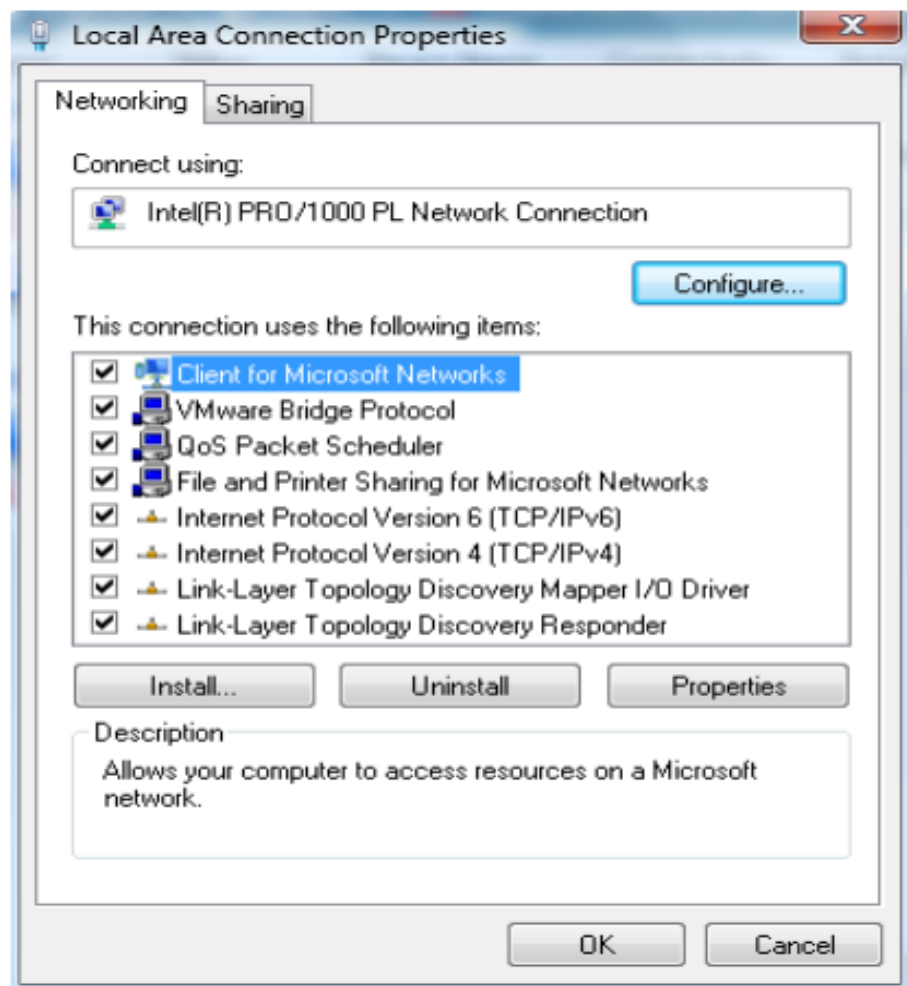 Local Area Connection Properties
Networking
Sharing
Connect using:
Intel(R) PRO/1000 PL Network Connection
Configure...
This connection uses the following items:
Client for Microsoft Networks
VMware Bridge Protocol
QoS Packet Scheduler
File and Printer Sharing for Microsoft Networks
Internet Protocol Version 6 (TCP/IPv6)
Internet Protocol Version 4 (TCP/IPv4)
Link-Layer Topology Discovery Mapper I/O Driver
Link-Layer Topology Discovery Responder
Install...
Uninstall
Properties
Description
Allows your computer to access resources on a Microsoft
network.
OK
Cancel